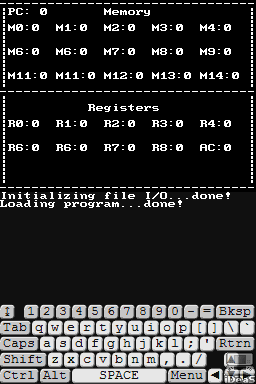 PC: 0 Memory
M0:0 M1:0 M2:0 M3:0 M4:0
M6:0 M6:0 M7:0 M8:0 M9:0
M11:0 M11:0 M12:0 M13:0 M14:0
Registers
R0:0 R1:0 R2:0 R3:0 R4:0
R6:0 R6:0 R7:0 R8:0 AC:0
Initializing file I/O...done!
Loading program...done!
1 2 3 4 5 6 7 8 9 0 - = Bksp
Tab q w e r t y u i o p [ ] \ `
Caps a s d f g h j k l ; ' Rtrn
Shift z x c v b n m , . /
Ctrl Alt SPACE Menu
iDeaS